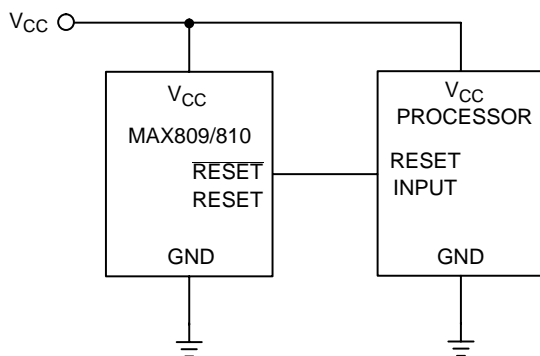 VCC
VCC
MAX809/810
RESET
RESET
GND
VCC
PROCESSOR
RESET
INPUT
GND